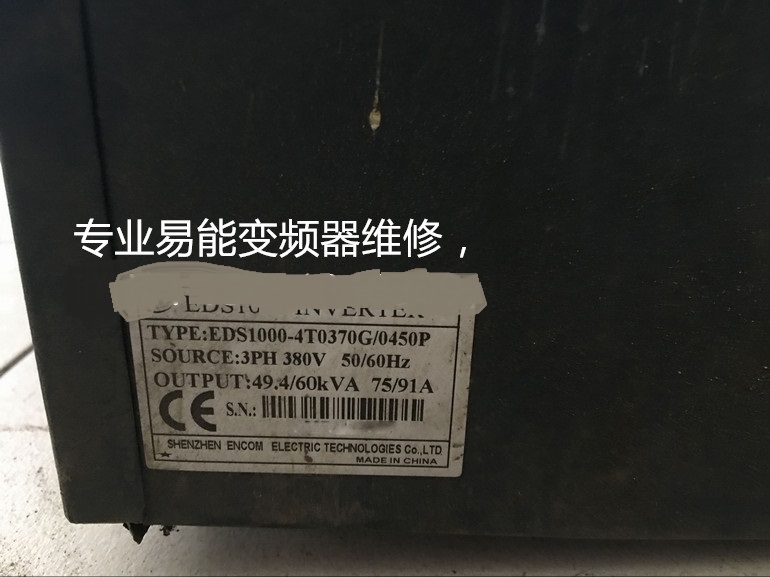 专业易能变频器维修，
INVERTER
TYPE:EDS1000-4T0370G/0450P
SOURCE:3PH 380V 50/60Hz
OUTPUT:49.4/60kVA 75/91A
CE S.N.:
SHENZHEN ENCOM ELECTRIC TECHNOLOGIES Co.,LTD
MADE IN CHINA